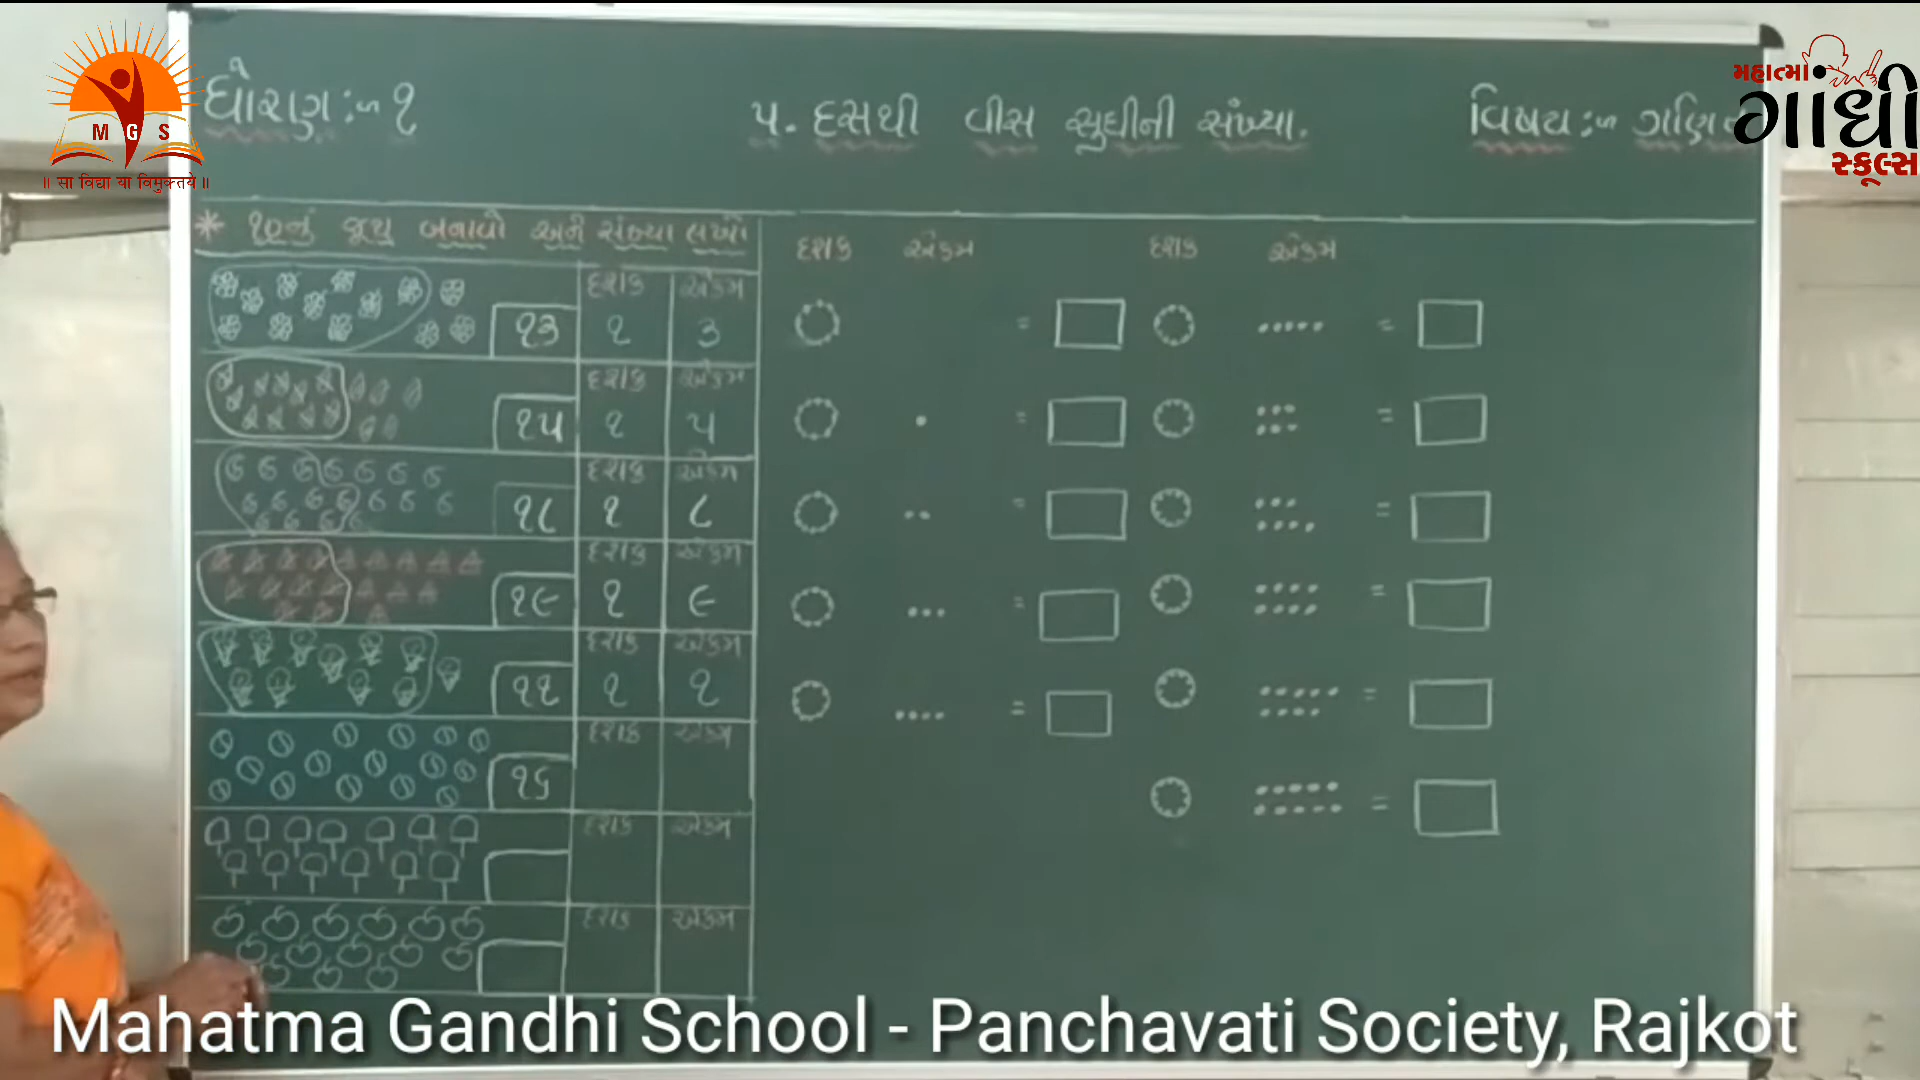 ધોરણ :- ૧
૫. દસથી વીસ સુધીની સંખ્યા.
વિષય :- ગણિત
M G S
॥ सा विद्या या विमुक्तये ॥
મહાત્મા
ગાંધી
સ્કૂલ્સ
* ૧૦નું જૂથ બનાવો અને સંખ્યા લખો
દશક એકમ
૧૩ ૧ ૩
દશક એકમ
૧૫ ૧ ૫
દશક એકમ
૧૮ ૧ ૮
દશક એકમ
૧૯ ૧ ૯
દશક એકમ
૧૧ ૧ ૧
દશક એકમ
૧૬
દશક એકમ
દશક એકમ
દશક એકમ દશક એકમ
= =
= =
= =
= =
= =
=
Mahatma Gandhi School - Panchavati Society, Rajkot